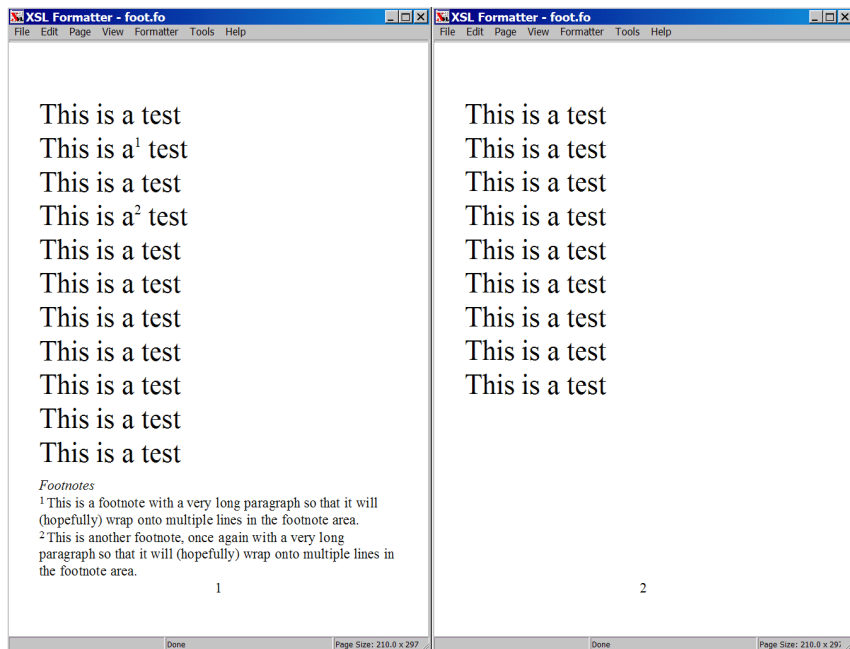 XSL Formatter - foot.fo
File Edit Page View Formatter Tools Help
This is a test
This is a¹ test
This is a test
This is a² test
This is a test
This is a test
This is a test
This is a test
This is a test
This is a test
This is a test
Footnotes
1 This is a footnote with a very long paragraph so that it will
(hopefully) wrap onto multiple lines in the footnote area.
2 This is another footnote, once again with a very long
paragraph so that it will (hopefully) wrap onto multiple lines in
the footnote area.
1
Done Page Size: 210.0 x 297
XSL Formatter - foot.fo
File Edit Page View Formatter Tools Help
This is a test
This is a test
This is a test
This is a test
This is a test
This is a test
This is a test
This is a test
This is a test
2
Done Page Size: 210.0 x 297